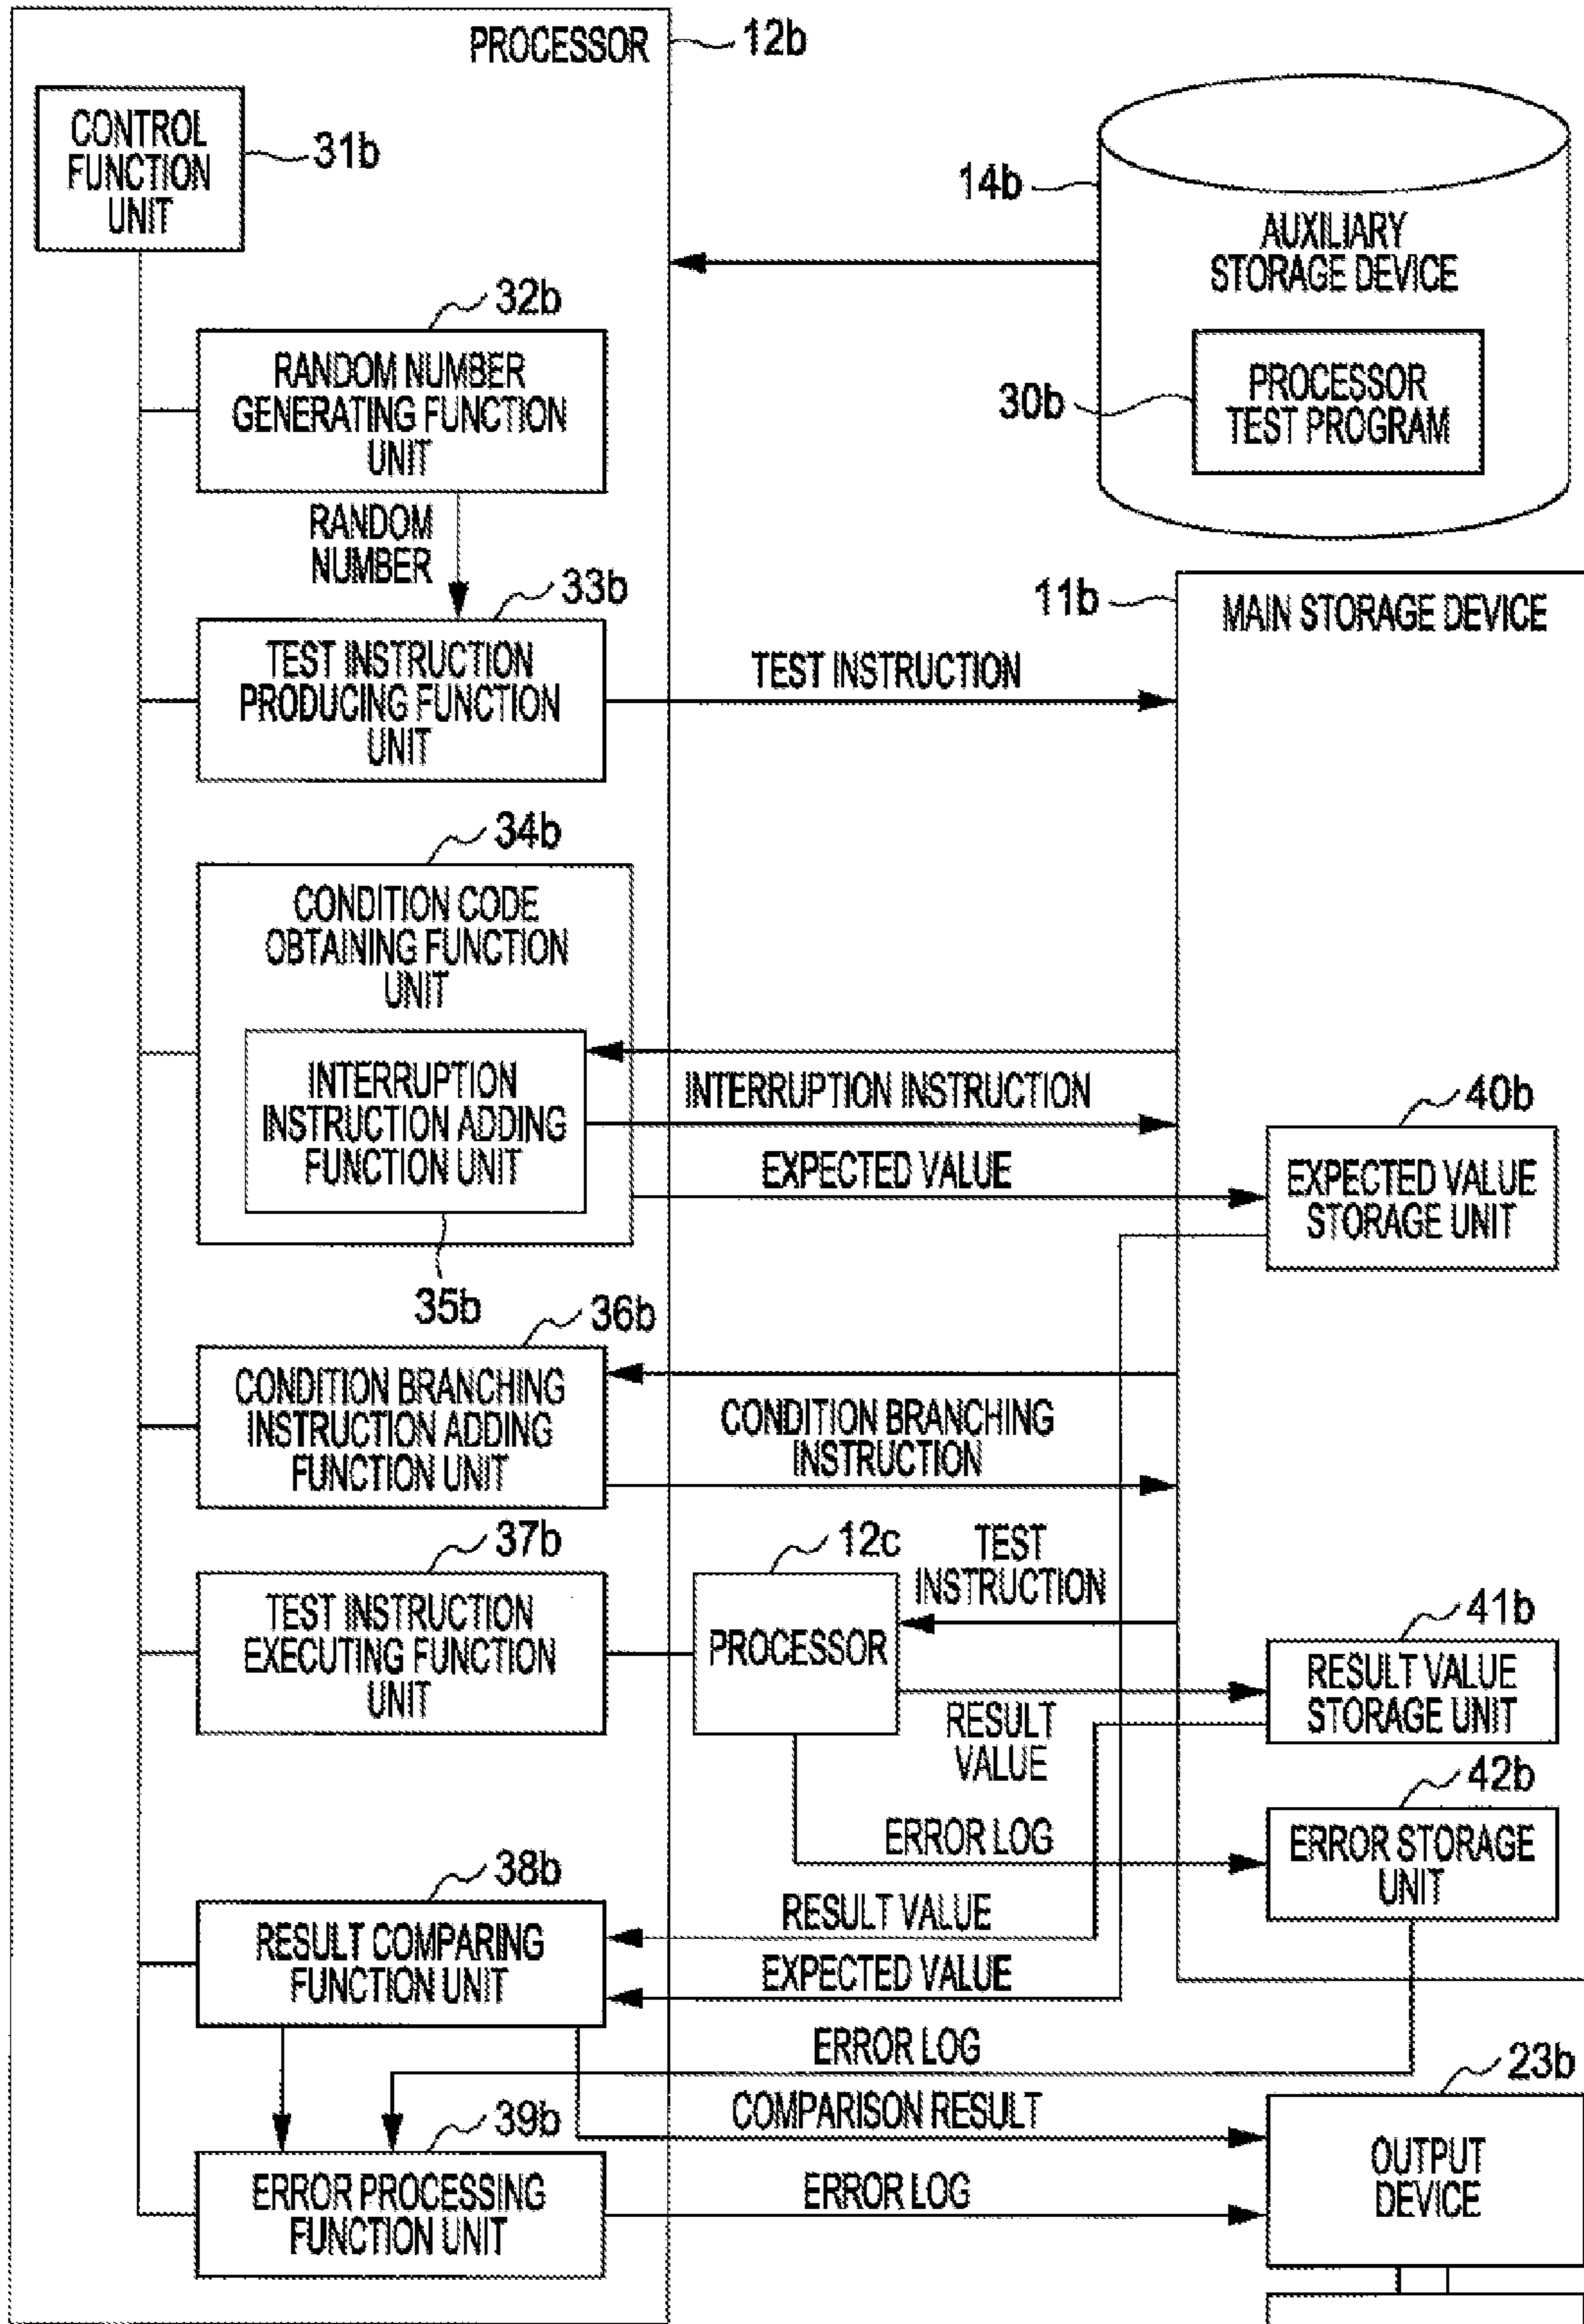 PROCESSOR
12b
CONTROL
FUNCTION
UNIT
31b
14b
AUXILIARY
STORAGE DEVICE
30b
PROCESSOR
TEST PROGRAM
32b
RANDOM NUMBER
GENERATING FUNCTION
UNIT
RANDOM
NUMBER
33b
TEST INSTRUCTION
PRODUCING FUNCTION
UNIT
TEST INSTRUCTION
11b
MAIN STORAGE DEVICE
34b
CONDITION CODE
OBTAINING FUNCTION
UNIT
INTERRUPTION
INSTRUCTION ADDING
FUNCTION UNIT
35b
INTERRUPTION INSTRUCTION
EXPECTED VALUE
40b
EXPECTED VALUE
STORAGE UNIT
36b
CONDITION BRANCHING
INSTRUCTION ADDING
FUNCTION UNIT
CONDITION BRANCHING
INSTRUCTION
37b
TEST INSTRUCTION
EXECUTING FUNCTION
UNIT
12c
PROCESSOR
TEST
INSTRUCTION
RESULT
VALUE
41b
RESULT VALUE
STORAGE UNIT
ERROR LOG
42b
ERROR STORAGE
UNIT
38b
RESULT COMPARING
FUNCTION UNIT
RESULT VALUE
EXPECTED VALUE
ERROR LOG
COMPARISON RESULT
39b
ERROR PROCESSING
FUNCTION UNIT
ERROR LOG
23b
OUTPUT
DEVICE